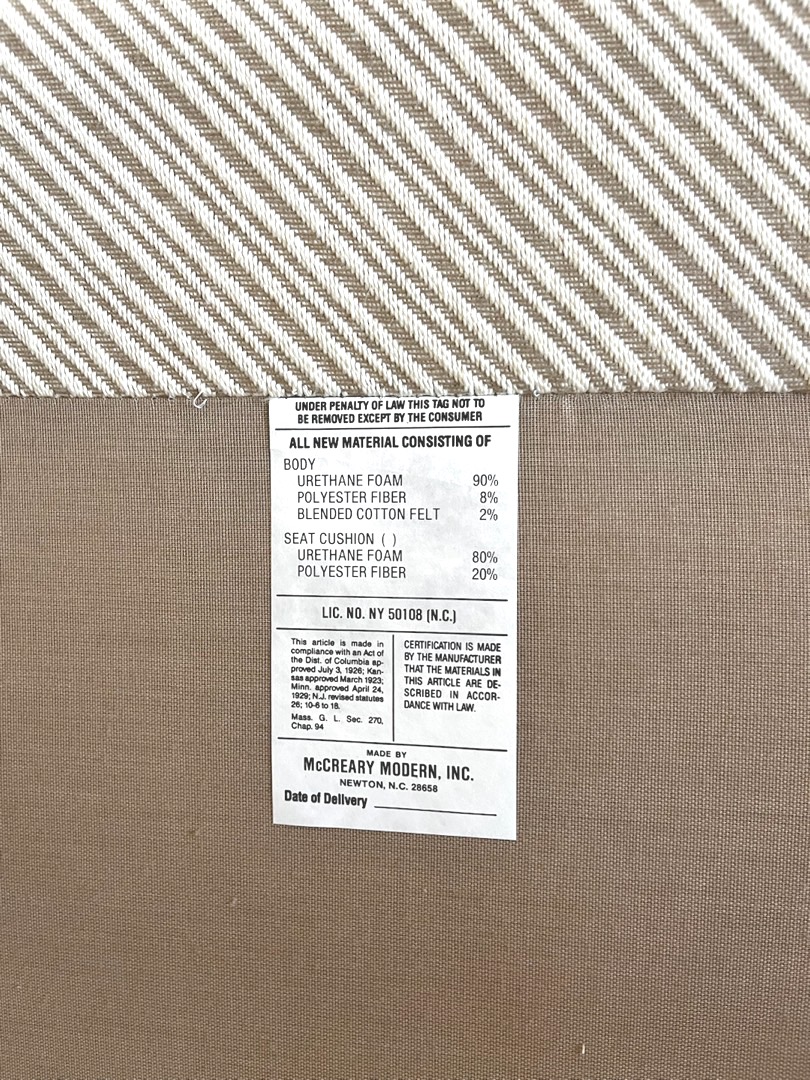 UNDER PENALTY OF LAW THIS TAG NOT TO
BE REMOVED EXCEPT BY THE CONSUMER
ALL NEW MATERIAL CONSISTING OF
BODY
URETHANE FOAM 90%
POLYESTER FIBER 8%
BLENDED COTTON FELT 2%
SEAT CUSHION ( )
URETHANE FOAM 80%
POLYESTER FIBER 20%
LIC. NO. NY 50108 (N.C.)
This article is made in
compliance with an Act of
the Dist. of Columbia ap-
proved July 3, 1926; Kan-
sas approved March 1923;
Minn. approved April 24,
1929; N.J. revised statutes
26; 10-6 to 18.
Mass. G. L. Sec. 270,
Chap. 94
CERTIFICATION IS MADE
BY THE MANUFACTURER
THAT THE MATERIALS IN
THIS ARTICLE ARE DE-
SCRIBED IN ACCOR-
DANCE WITH LAW.
MADE BY
McCREARY MODERN, INC.
NEWTON, N.C. 28658
Date of Delivery